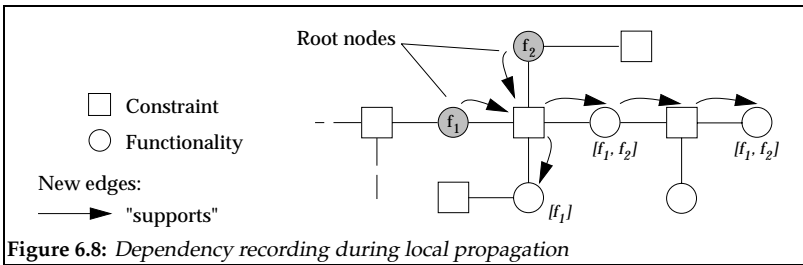 Root nodes
f2
Constraint
f1
Functionality
[f1, f2]
[f1, f2]
New edges:
[f1]
"supports"
Figure 6.8: Dependency recording during local propagation